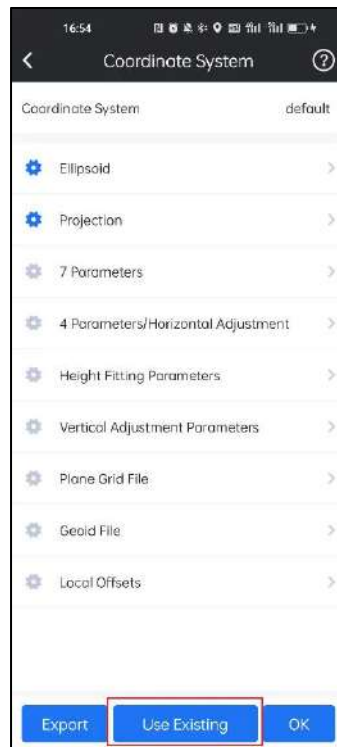 16:54
Coordinate System
Coordinate System default
Ellipsoid
Projection
7 Parameters
4 Parameters/Horizontal Adjustment
Height Fitting Parameters
Vertical Adjustment Parameters
Plane Grid File
Geoid File
Local Offsets
Export Use Existing OK